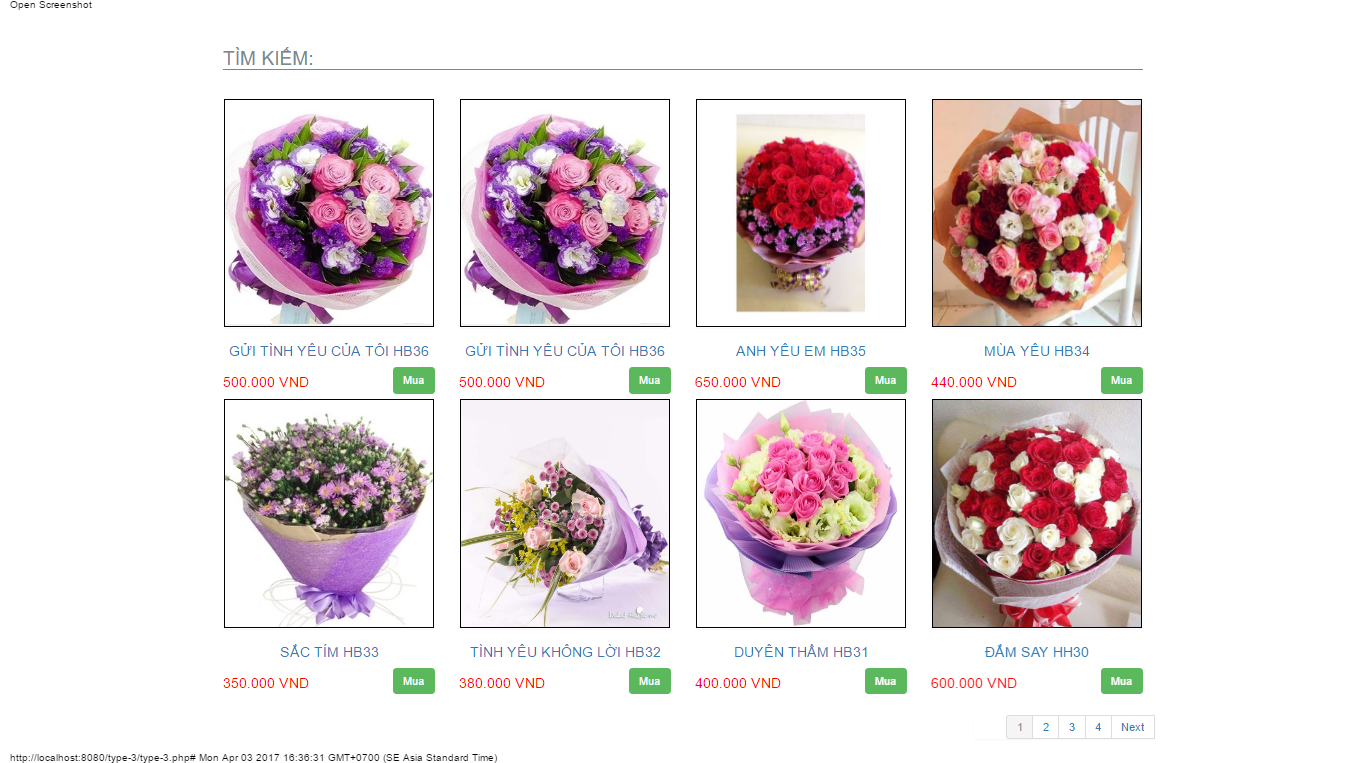 Open Screenshot
TÌM KIẾM:
GỬI TÌNH YÊU CỦA TÔI HB36
500.000 VND
Mua
GỬI TÌNH YÊU CỦA TÔI HB36
500.000 VND
Mua
ANH YÊU EM HB35
650.000 VND
Mua
MÙA YÊU HB34
440.000 VND
Mua
SẮC TÍM HB33
350.000 VND
Mua
TÌNH YÊU KHÔNG LỜI HB32
380.000 VND
Mua
DUYÊN THẦM HB31
400.000 VND
Mua
ĐẮM SAY HH30
600.000 VND
Mua
1 2 3 4 Next
http://localhost:8080/type-3/type-3.php# Mon Apr 03 2017 16:36:31 GMT+0700 (SE Asia Standard Time)